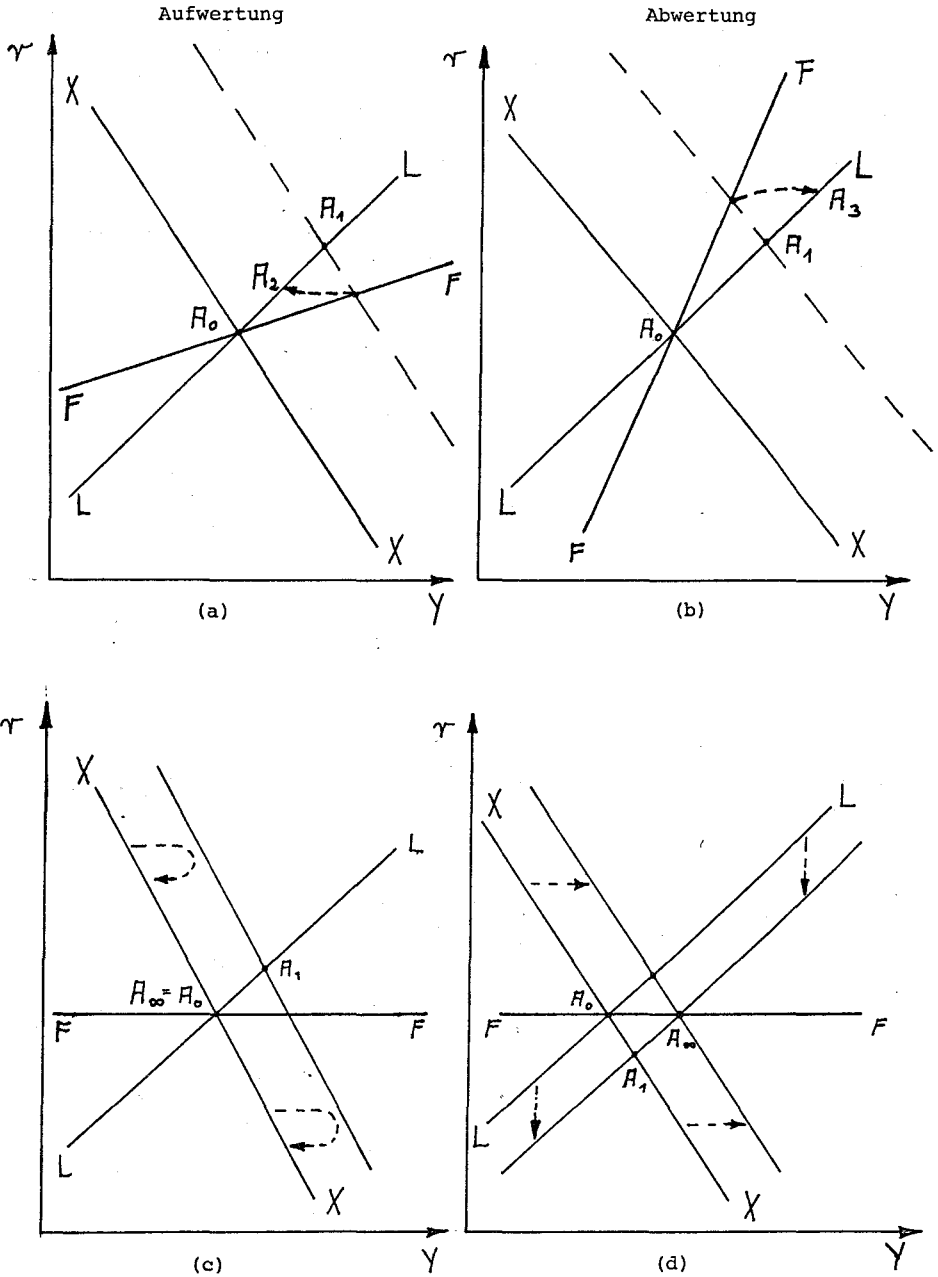 Aufwertung
Abwertung
r
X
L
A₁
A₂
F
A₀
F
L
X
Y
(a)
r
F
X
L
A₃
A₁
A₀
L
F
X
Y
(b)
r
X
L
A₁
A∞ = A₀
F
F
L
X
Y
(c)
r
L
X
A₀
F
F
A∞
A₁
L
X
Y
(d)